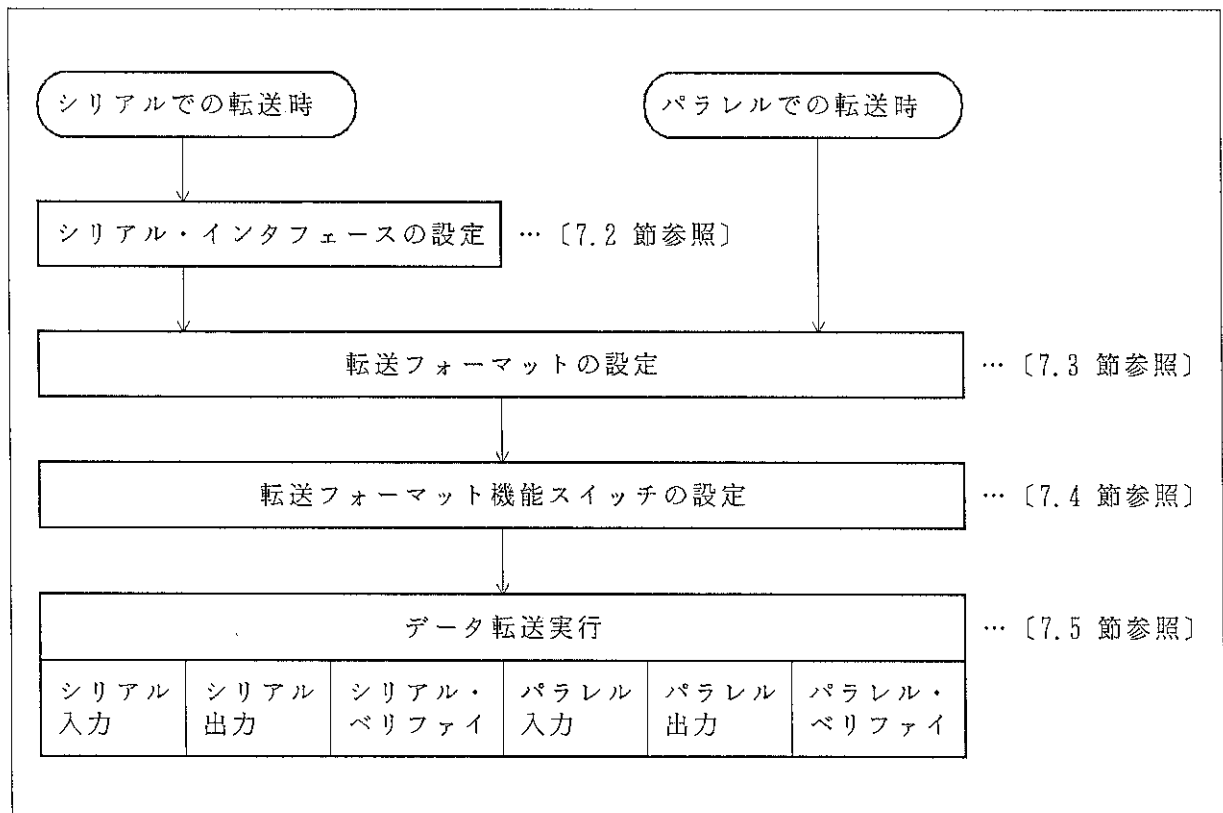 シリアルでの転送時
パラレルでの転送時
シリアル・インタフェースの設定 … 〔7.2 節参照〕
転送フォーマットの設定 … 〔7.3 節参照〕
転送フォーマット機能スイッチの設定 … 〔7.4 節参照〕
データ転送実行 … 〔7.5 節参照〕
シリアル
入力
シリアル
出力
シリアル・
ベリファイ
パラレル
入力
パラレル
出力
パラレル・
ベリファイ